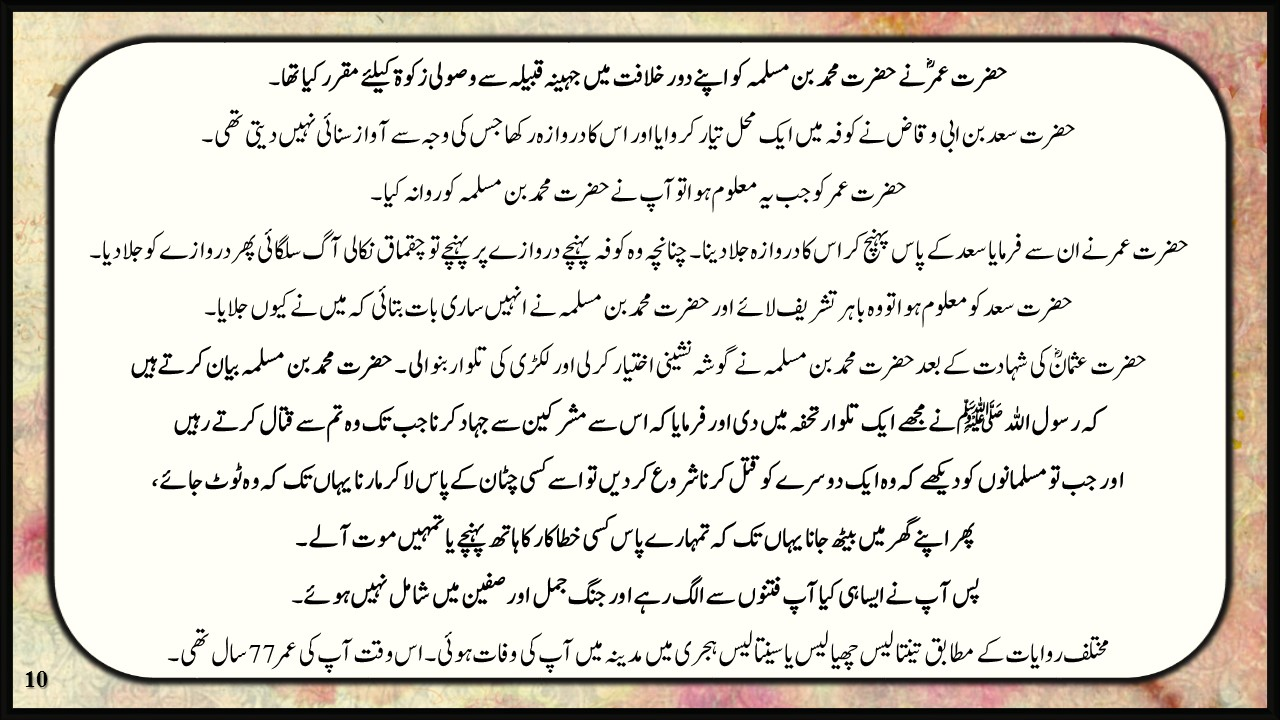 حضرت عمرؓ نے حضرت محمد بن مسلمہ کو اپنے دور خلافت میں جہینہ قبیلہ سے وصولی زکوۃ کیلئے مقرر کیا تھا۔
حضرت سعد بن ابی وقاض نے کوفہ میں ایک محل تیار کروایا اور اس کا دروازہ رکھا جس کی وجہ سے آواز سنائی نہیں دیتی تھی۔
حضرت عمر کو جب یہ معلوم ہوا تو آپ نے حضرت محمد بن مسلمہ کو روانہ کیا۔
حضرت عمر نے ان سے فرمایا سعد کے پاس پہنچ کر اس کا دروازہ جلا دینا۔ چنانچہ وہ کوفہ پہنچے دروازے پر پہنچے تو چقماق نکالی آگ سلگائی پھر دروازے کو جلا دیا۔
حضرت سعد کو معلوم ہوا تو وہ باہر تشریف لائے اور حضرت محمد بن مسلمہ نے انہیں ساری بات بتائی کہ میں نے کیوں جلایا۔
حضرت عثمانؓ کی شہادت کے بعد حضرت محمد بن مسلمہ نے گوشہ نشینی اختیار کر لی اور لکڑی کی تلوار بنوا لی۔ حضرت محمد بن مسلمہ بیان کرتے ہیں
کہ رسول اللہ ﷺ نے مجھے ایک تلوار تحفہ میں دی اور فرمایا کہ اس سے مشرکین سے جہاد کرنا جب تک وہ تم سے قتال کرتے رہیں
اور جب تو مسلمانوں کو دیکھے کہ وہ ایک دوسرے کو قتل کرنا شروع کر دیں تو اسے کسی چٹان کے پاس لا کر مارنا یہاں تک کہ وہ ٹوٹ جائے،
پھر اپنے گھر میں بیٹھ جانا یہاں تک کہ تمہارے پاس کسی خطاکار کا ہاتھ پہنچے یا تمہیں موت آلے۔
پس آپ نے ایسا ہی کیا آپ فتنوں سے الگ رہے اور جنگ جمل اور صفین میں شامل نہیں ہوئے۔
مختلف روایات کے مطابق تینتالیس چھیالیس یا سینتالیس ہجری میں مدینہ میں آپ کی وفات ہوئی۔ اس وقت آپ کی عمر 77 سال تھی۔
10